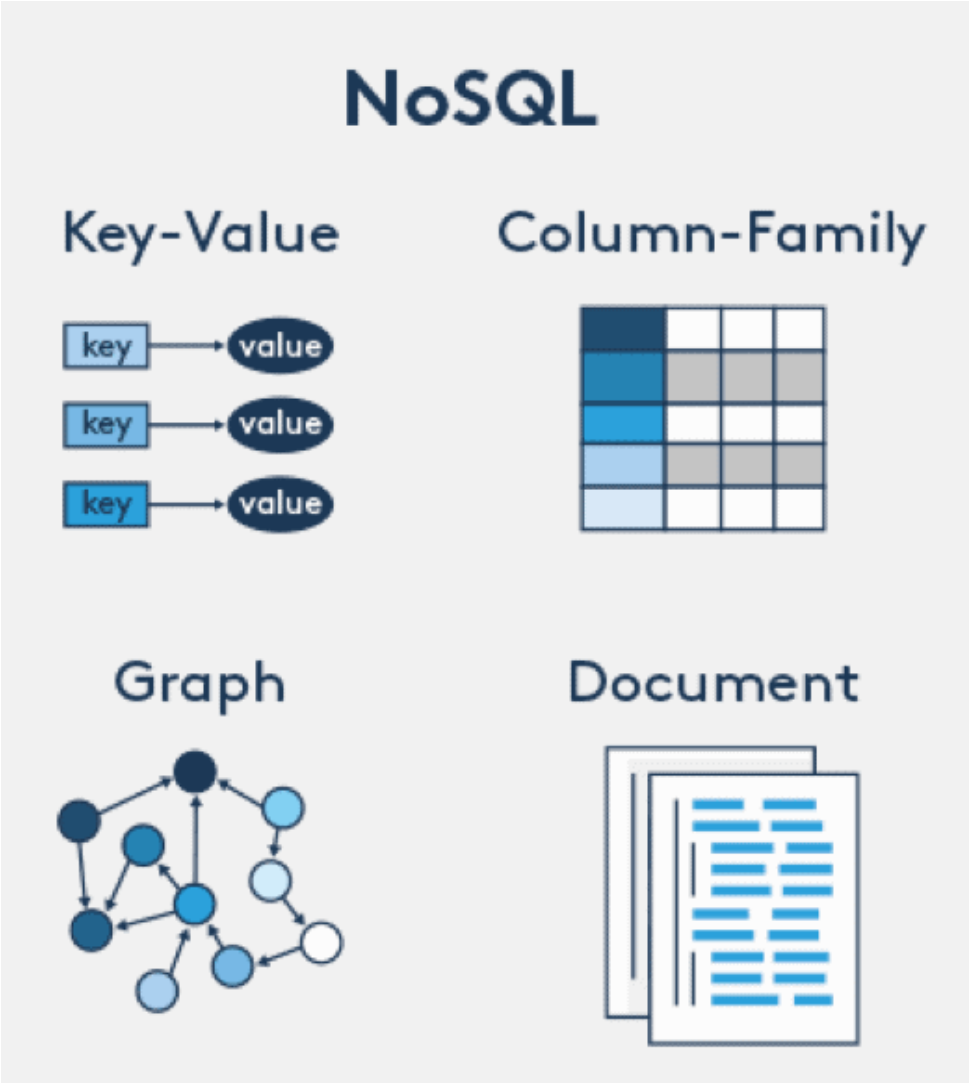 NoSQL
Key-Value
key value
key value
key value
Column-Family
Graph
Document